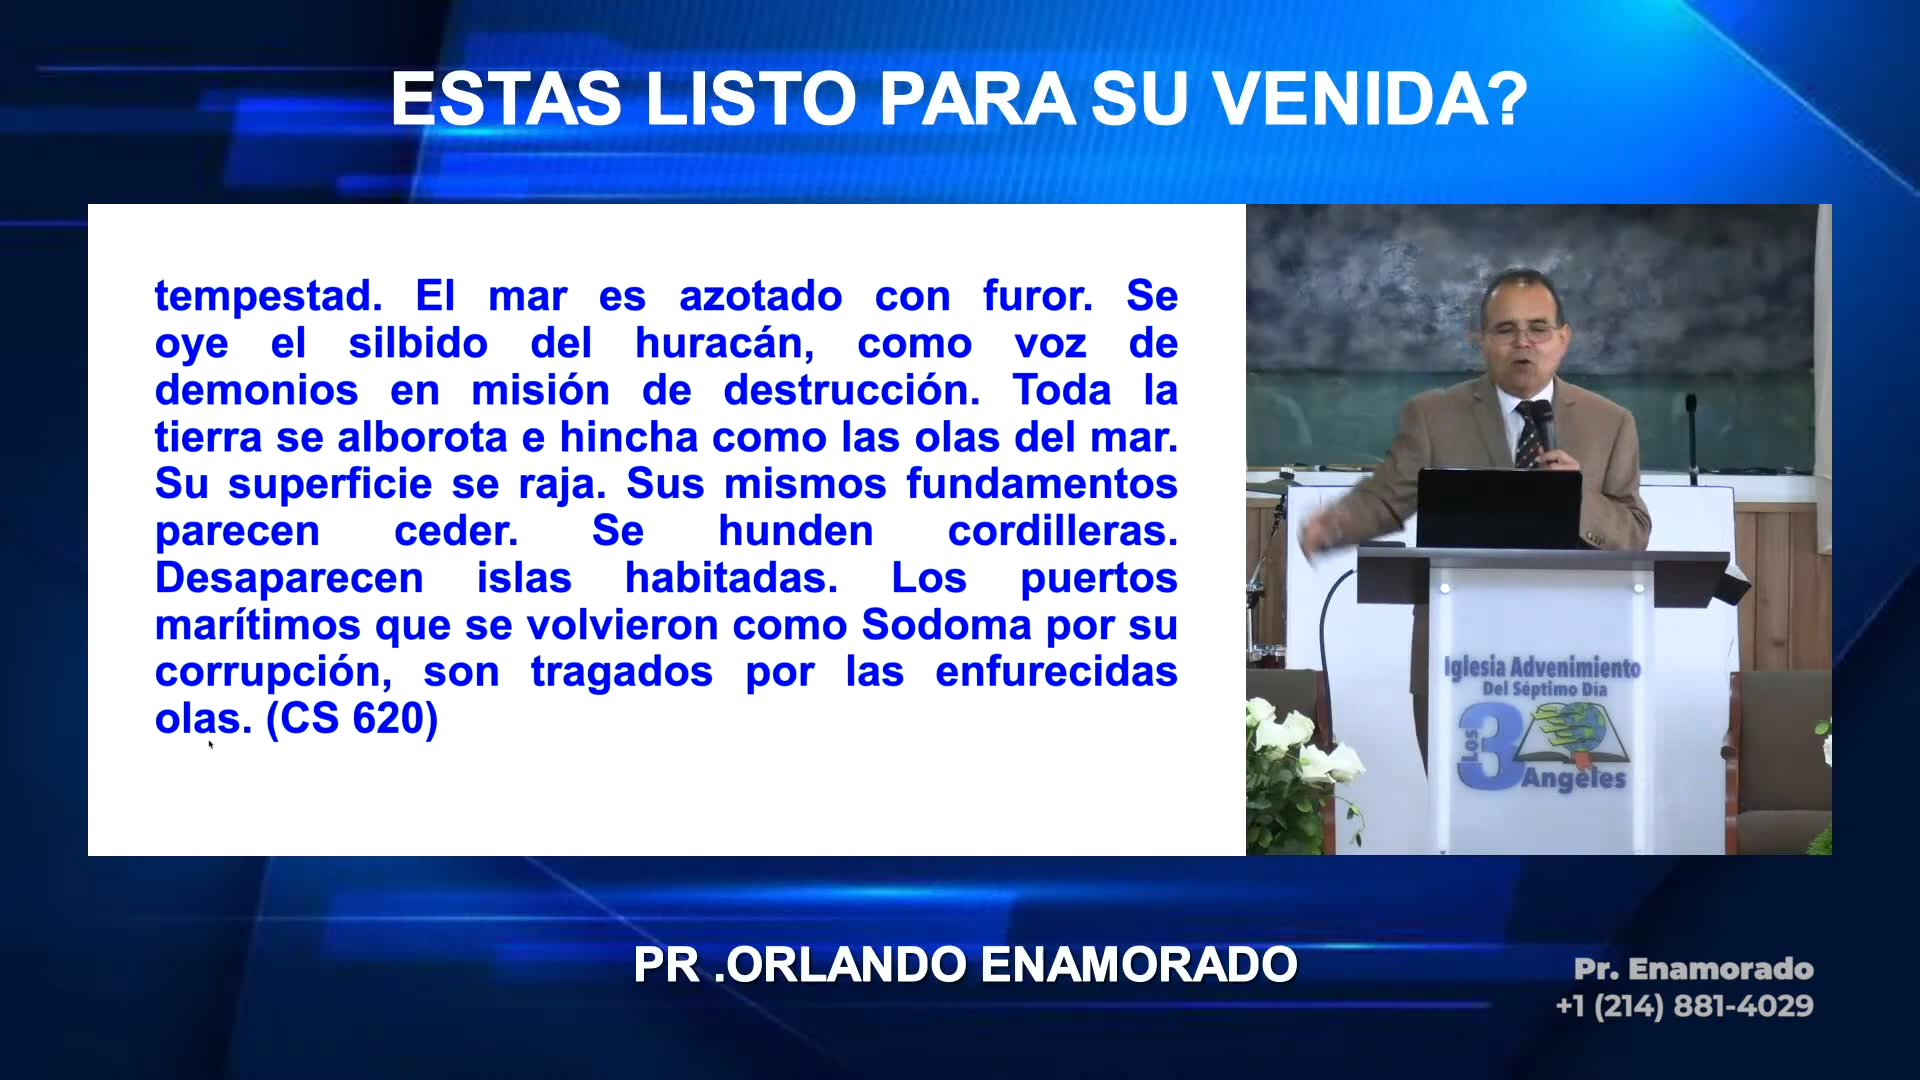 ESTAS LISTO PARA SU VENIDA?
tempestad. El mar es azotado con furor. Se
oye el silbido del huracán, como voz de
demonios en misión de destrucción. Toda la
tierra se alborota e hincha como las olas del mar.
Su superficie se raja. Sus mismos fundamentos
parecen ceder. Se hunden cordilleras.
Desaparecen islas habitadas. Los puertos
marítimos que se volvieron como Sodoma por su
corrupción, son tragados por las enfurecidas
olas. (CS 620)
Iglesia Advenimiento
Del Séptimo Día
Los 3
Angeles
PR .ORLANDO ENAMORADO
Pr. Enamorado
+1 (214) 881-4029